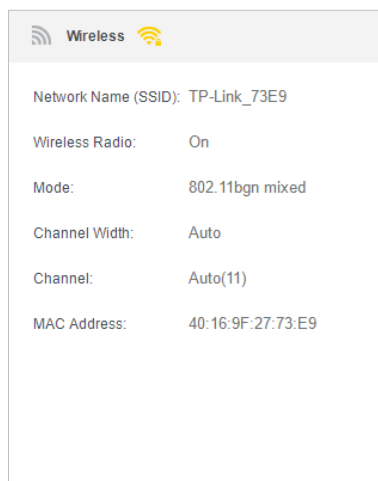 Wireless
Network Name (SSID): TP-Link_73E9
Wireless Radio: On
Mode: 802.11bgn mixed
Channel Width: Auto
Channel: Auto(11)
MAC Address: 40:16:9F:27:73:E9